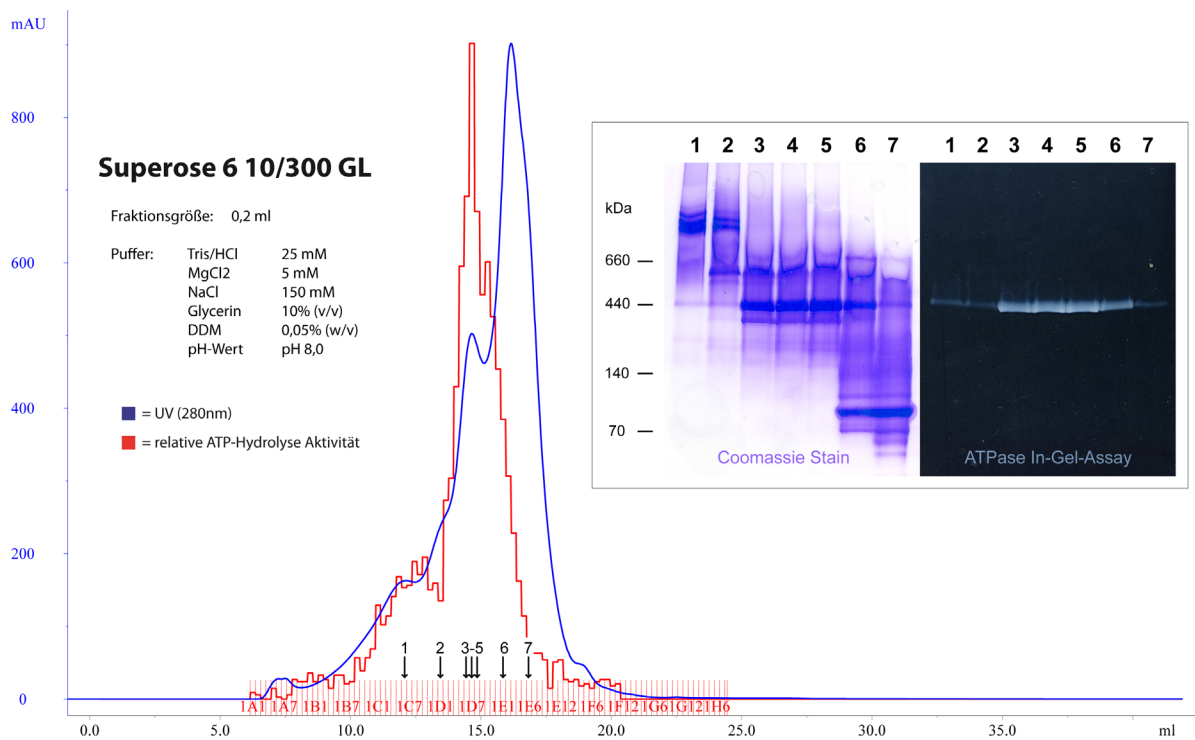 mAU
800
600
400
200
0
Superose 6 10/300 GL
Fraktionsgröße: 0,2 ml
Puffer: Tris/HCl 25 mM
MgCl2 5 mM
NaCl 150 mM
Glycerin 10% (v/v)
DDM 0,05% (w/v)
pH-Wert pH 8,0
= UV (280nm)
= relative ATP-Hydrolyse Aktivität
1 2 3 4 5 6 7 1 2 3 4 5 6 7
kDa
660
440
140
70
Coomassie Stain ATPase In-Gel-Assay
1 2 3-5 6 7
1A1 1A7 1B1 1B7 1C1 1C7 1D1 1D7 1E1 1E6 1E12 1F6 1F12 1G6 1G12 1H6
0.0 5.0 10.0 15.0 20.0 25.0 30.0 35.0 ml